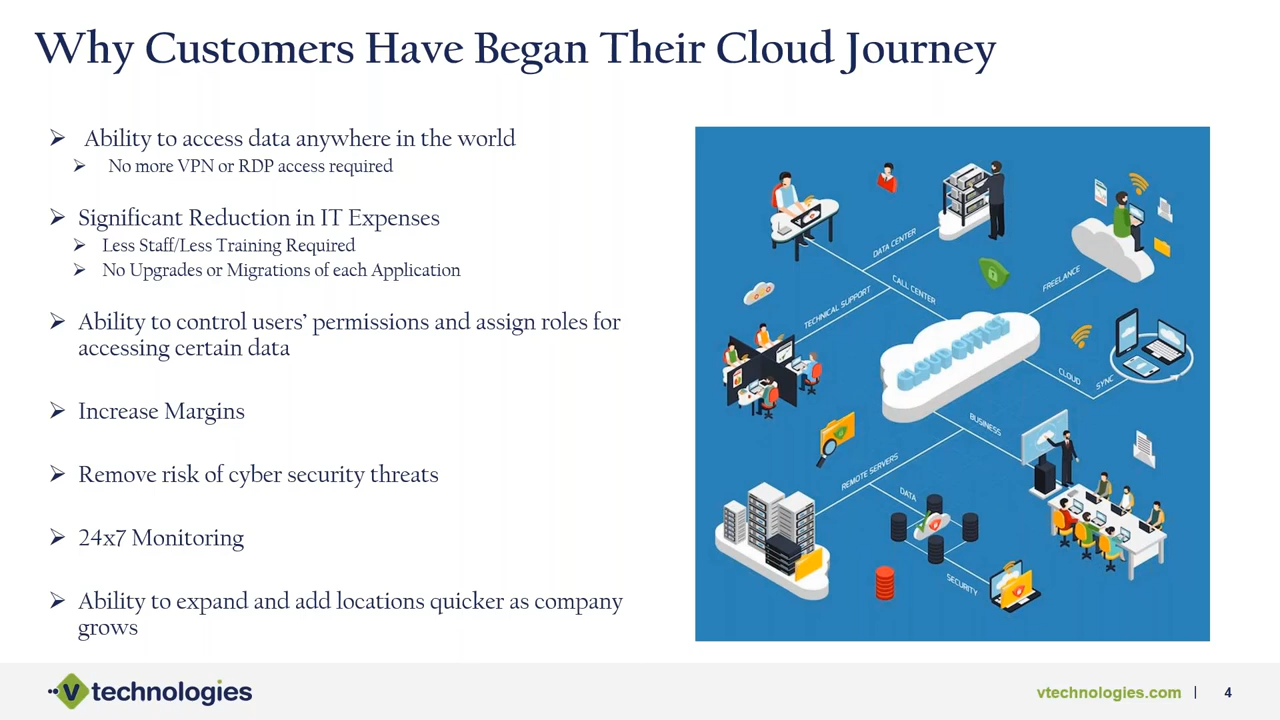 Why Customers Have Began Their Cloud Journey
Ability to access data anywhere in the world
No more VPN or RDP access required
Significant Reduction in IT Expenses
Less Staff/Less Training Required
No Upgrades or Migrations of each Application
Ability to control users' permissions and assign roles for
accessing certain data
Increase Margins
Remove risk of cyber security threats
24x7 Monitoring
Ability to expand and add locations quicker as company
grows
DATA CENTER
CALL CENTER
TECHNICAL SUPPORT
FREELANCE
CLOUD OFFICE
CLOUD SYNC
BUSINESS
REMOTE SERVERS
DATA
SECURITY
V technologies
vtechnologies.com | 4